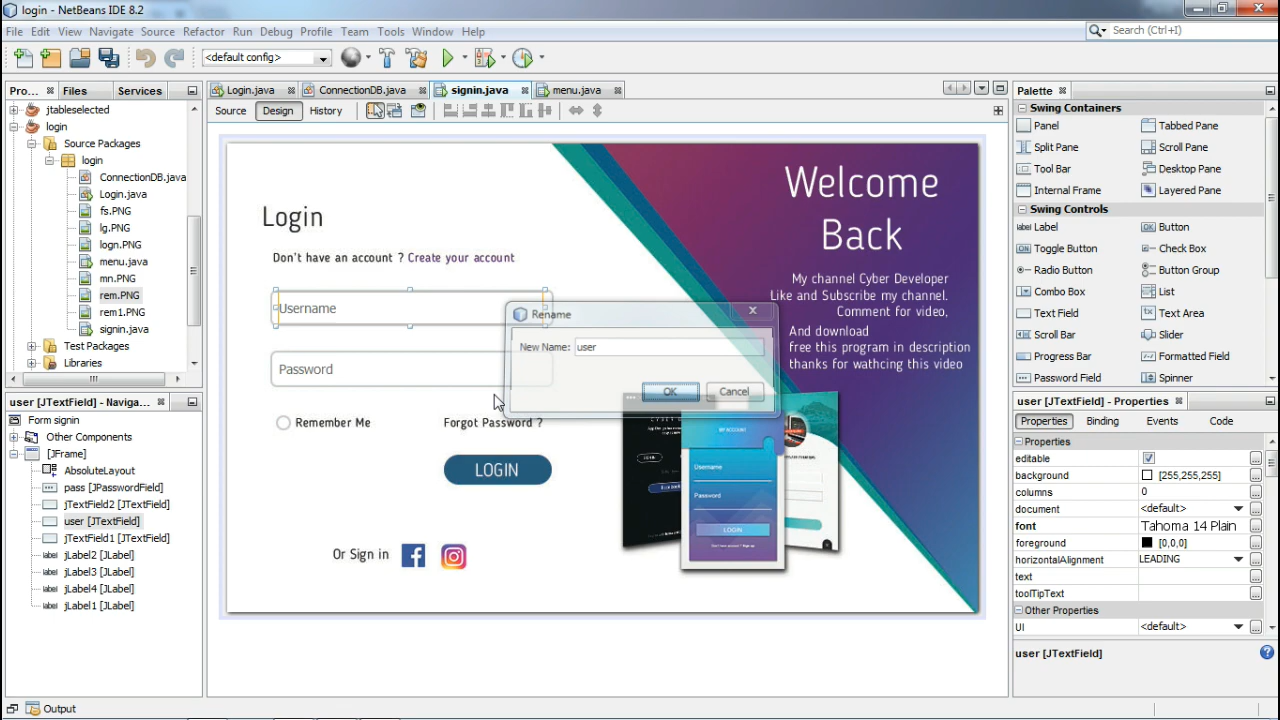 login - NetBeans IDE 8.2
File Edit View Navigate Source Refactor Run Debug Profile Team Tools Window Help
Search (Ctrl+I)
<default config>
Pro... Files Services
jtableselected
login
Source Packages
login
ConnectionDB.java
Login.java
fs.PNG
lg.PNG
logn.PNG
menu.java
mn.PNG
rem.PNG
rem1.PNG
signin.java
Test Packages
Libraries
user [JTextField] - Naviga...
Form signin
Other Components
[JFrame]
AbsoluteLayout
pass [JPasswordField]
jTextField2 [JTextField]
user [JTextField]
jTextField1 [JTextField]
jLabel2 [JLabel]
jLabel3 [JLabel]
jLabel4 [JLabel]
jLabel1 [JLabel]
Output
Login.java ConnectionDB.java signin.java menu.java
Source Design History
Login
Don't have an account ? Create your account
Username
Password
Remember Me
Forgot Password ?
LOGIN
Or Sign in
Welcome
Back
My channel Cyber Developer
Like and Subscribe my channel.
Comment for video,
And download
free this program in description
thanks for wathcing this video
MY ACCOUNT
Username
Password
LOGIN
Rename
New Name: user
OK Cancel
Palette
Swing Containers
Panel Tabbed Pane
Split Pane Scroll Pane
Tool Bar Desktop Pane
Internal Frame Layered Pane
Swing Controls
label Label OK Button
ON Toggle Button Check Box
Radio Button Button Group
Combo Box List
Text Field Text Area
Scroll Bar Slider
Progress Bar Formatted Field
Password Field Spinner
user [JTextField] - Properties
Properties Binding Events Code
Properties
editable
background [255,255,255]
columns 0
document <default>
font Tahoma 14 Plain
foreground [0,0,0]
horizontalAlignment LEADING
text
toolTipText
Other Properties
UI <default>
user [JTextField]